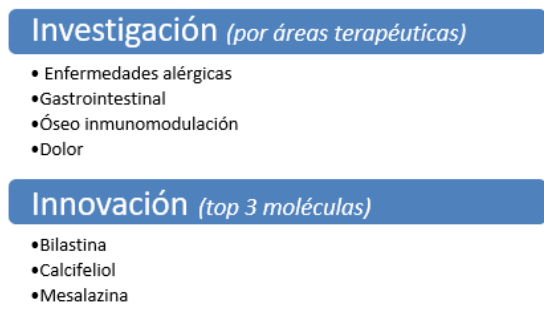 Investigación (por áreas terapéuticas)
• Enfermedades alérgicas
•Gastrointestinal
•Óseo inmunomodulación
•Dolor
Innovación (top 3 moléculas)
•Bilastina
•Calcifeliol
•Mesalazina